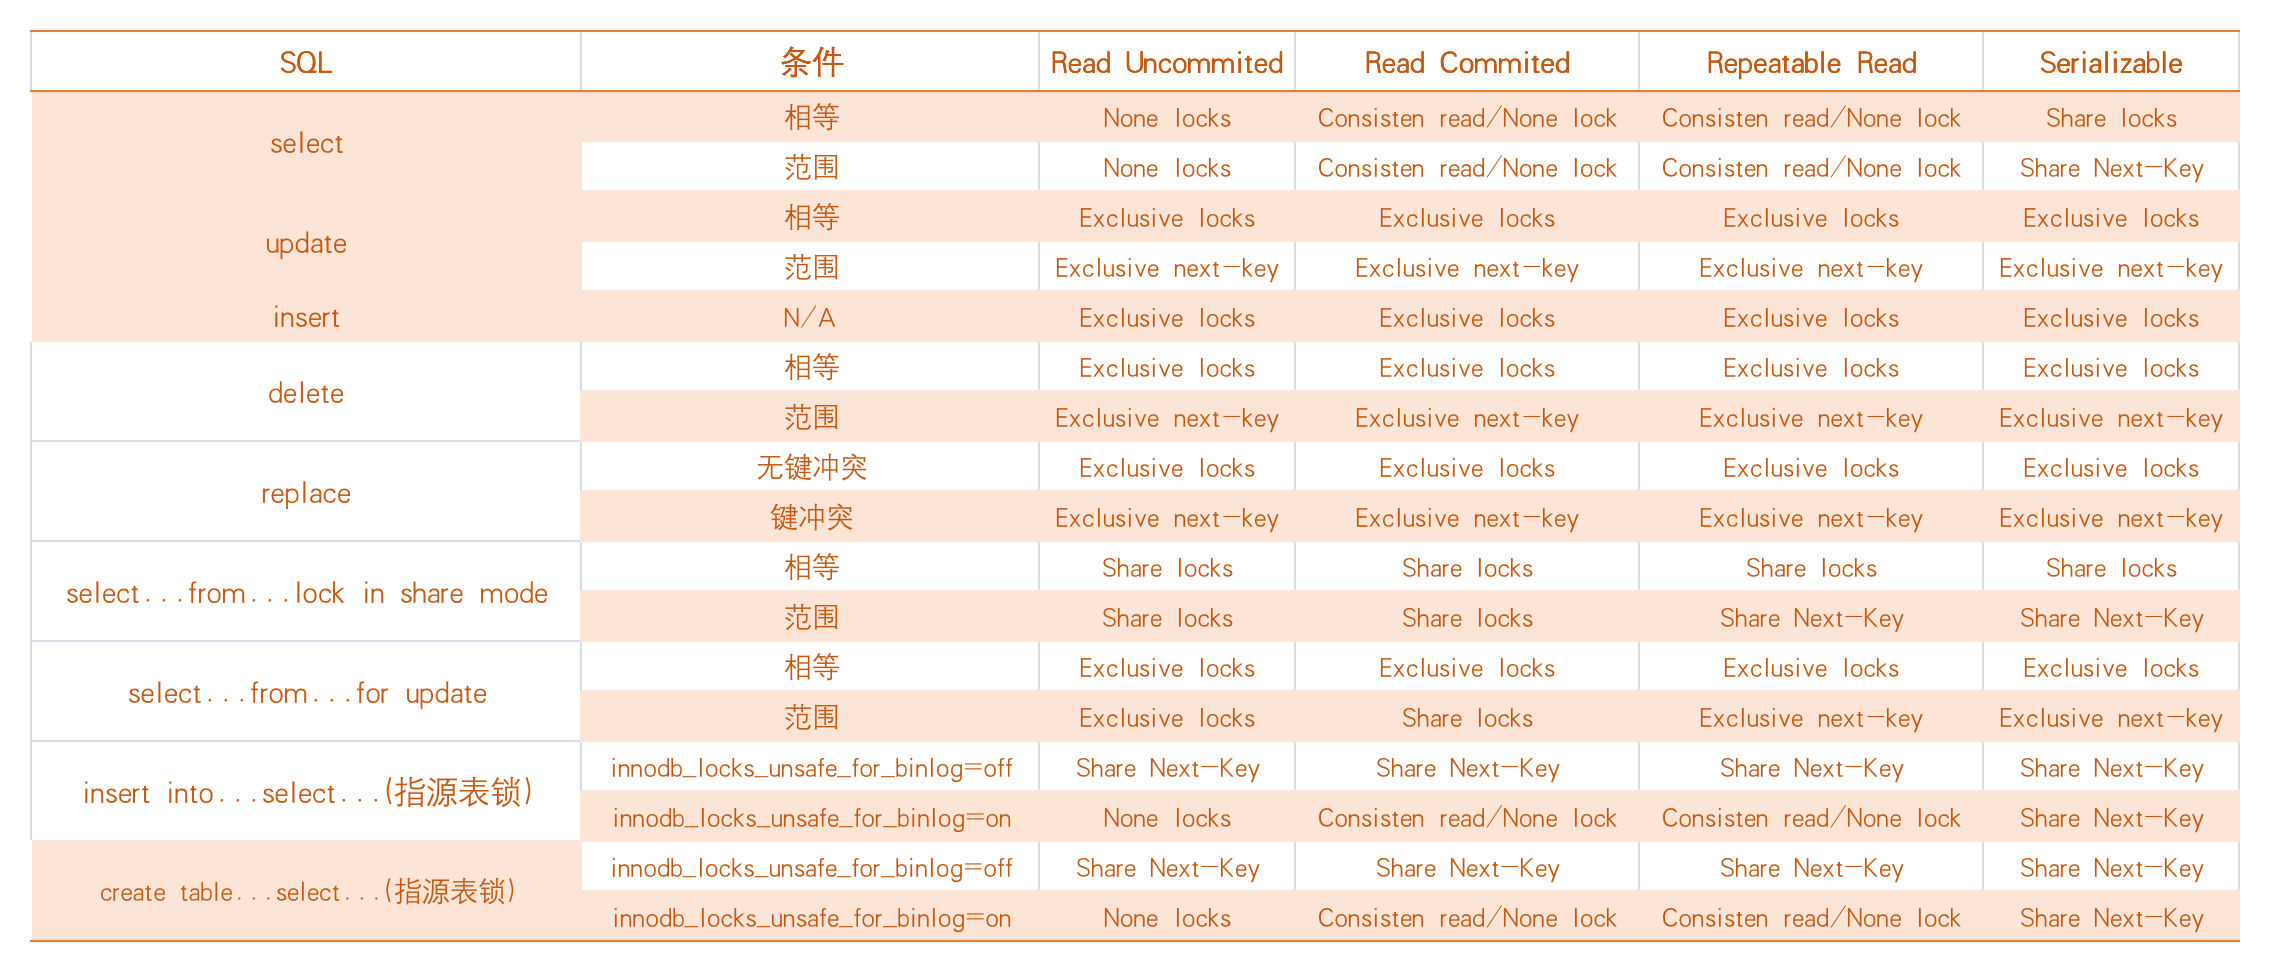 SQL 条件 Read Uncommited Read Commited Repeatable Read Serializable
select 相等 None locks Consisten read/None lock Consisten read/None lock Share locks
范围 None locks Consisten read/None lock Consisten read/None lock Share Next-Key
update 相等 Exclusive locks Exclusive locks Exclusive locks Exclusive locks
范围 Exclusive next-key Exclusive next-key Exclusive next-key Exclusive next-key
insert N/A Exclusive locks Exclusive locks Exclusive locks Exclusive locks
delete 相等 Exclusive locks Exclusive locks Exclusive locks Exclusive locks
范围 Exclusive next-key Exclusive next-key Exclusive next-key Exclusive next-key
replace 无键冲突 Exclusive locks Exclusive locks Exclusive locks Exclusive locks
键冲突 Exclusive next-key Exclusive next-key Exclusive next-key Exclusive next-key
select...from...lock in share mode 相等 Share locks Share locks Share locks Share locks
范围 Share locks Share locks Share Next-Key Share Next-Key
select...from...for update 相等 Exclusive locks Exclusive locks Exclusive locks Exclusive locks
范围 Exclusive locks Share locks Exclusive next-key Exclusive next-key
insert into...select...(指源表锁) innodb_locks_unsafe_for_binlog=off Share Next-Key Share Next-Key Share Next-Key Share Next-Key
innodb_locks_unsafe_for_binlog=on None locks Consisten read/None lock Consisten read/None lock Share Next-Key
create table...select...(指源表锁) innodb_locks_unsafe_for_binlog=off Share Next-Key Share Next-Key Share Next-Key Share Next-Key
innodb_locks_unsafe_for_binlog=on None locks Consisten read/None lock Consisten read/None lock Share Next-Key